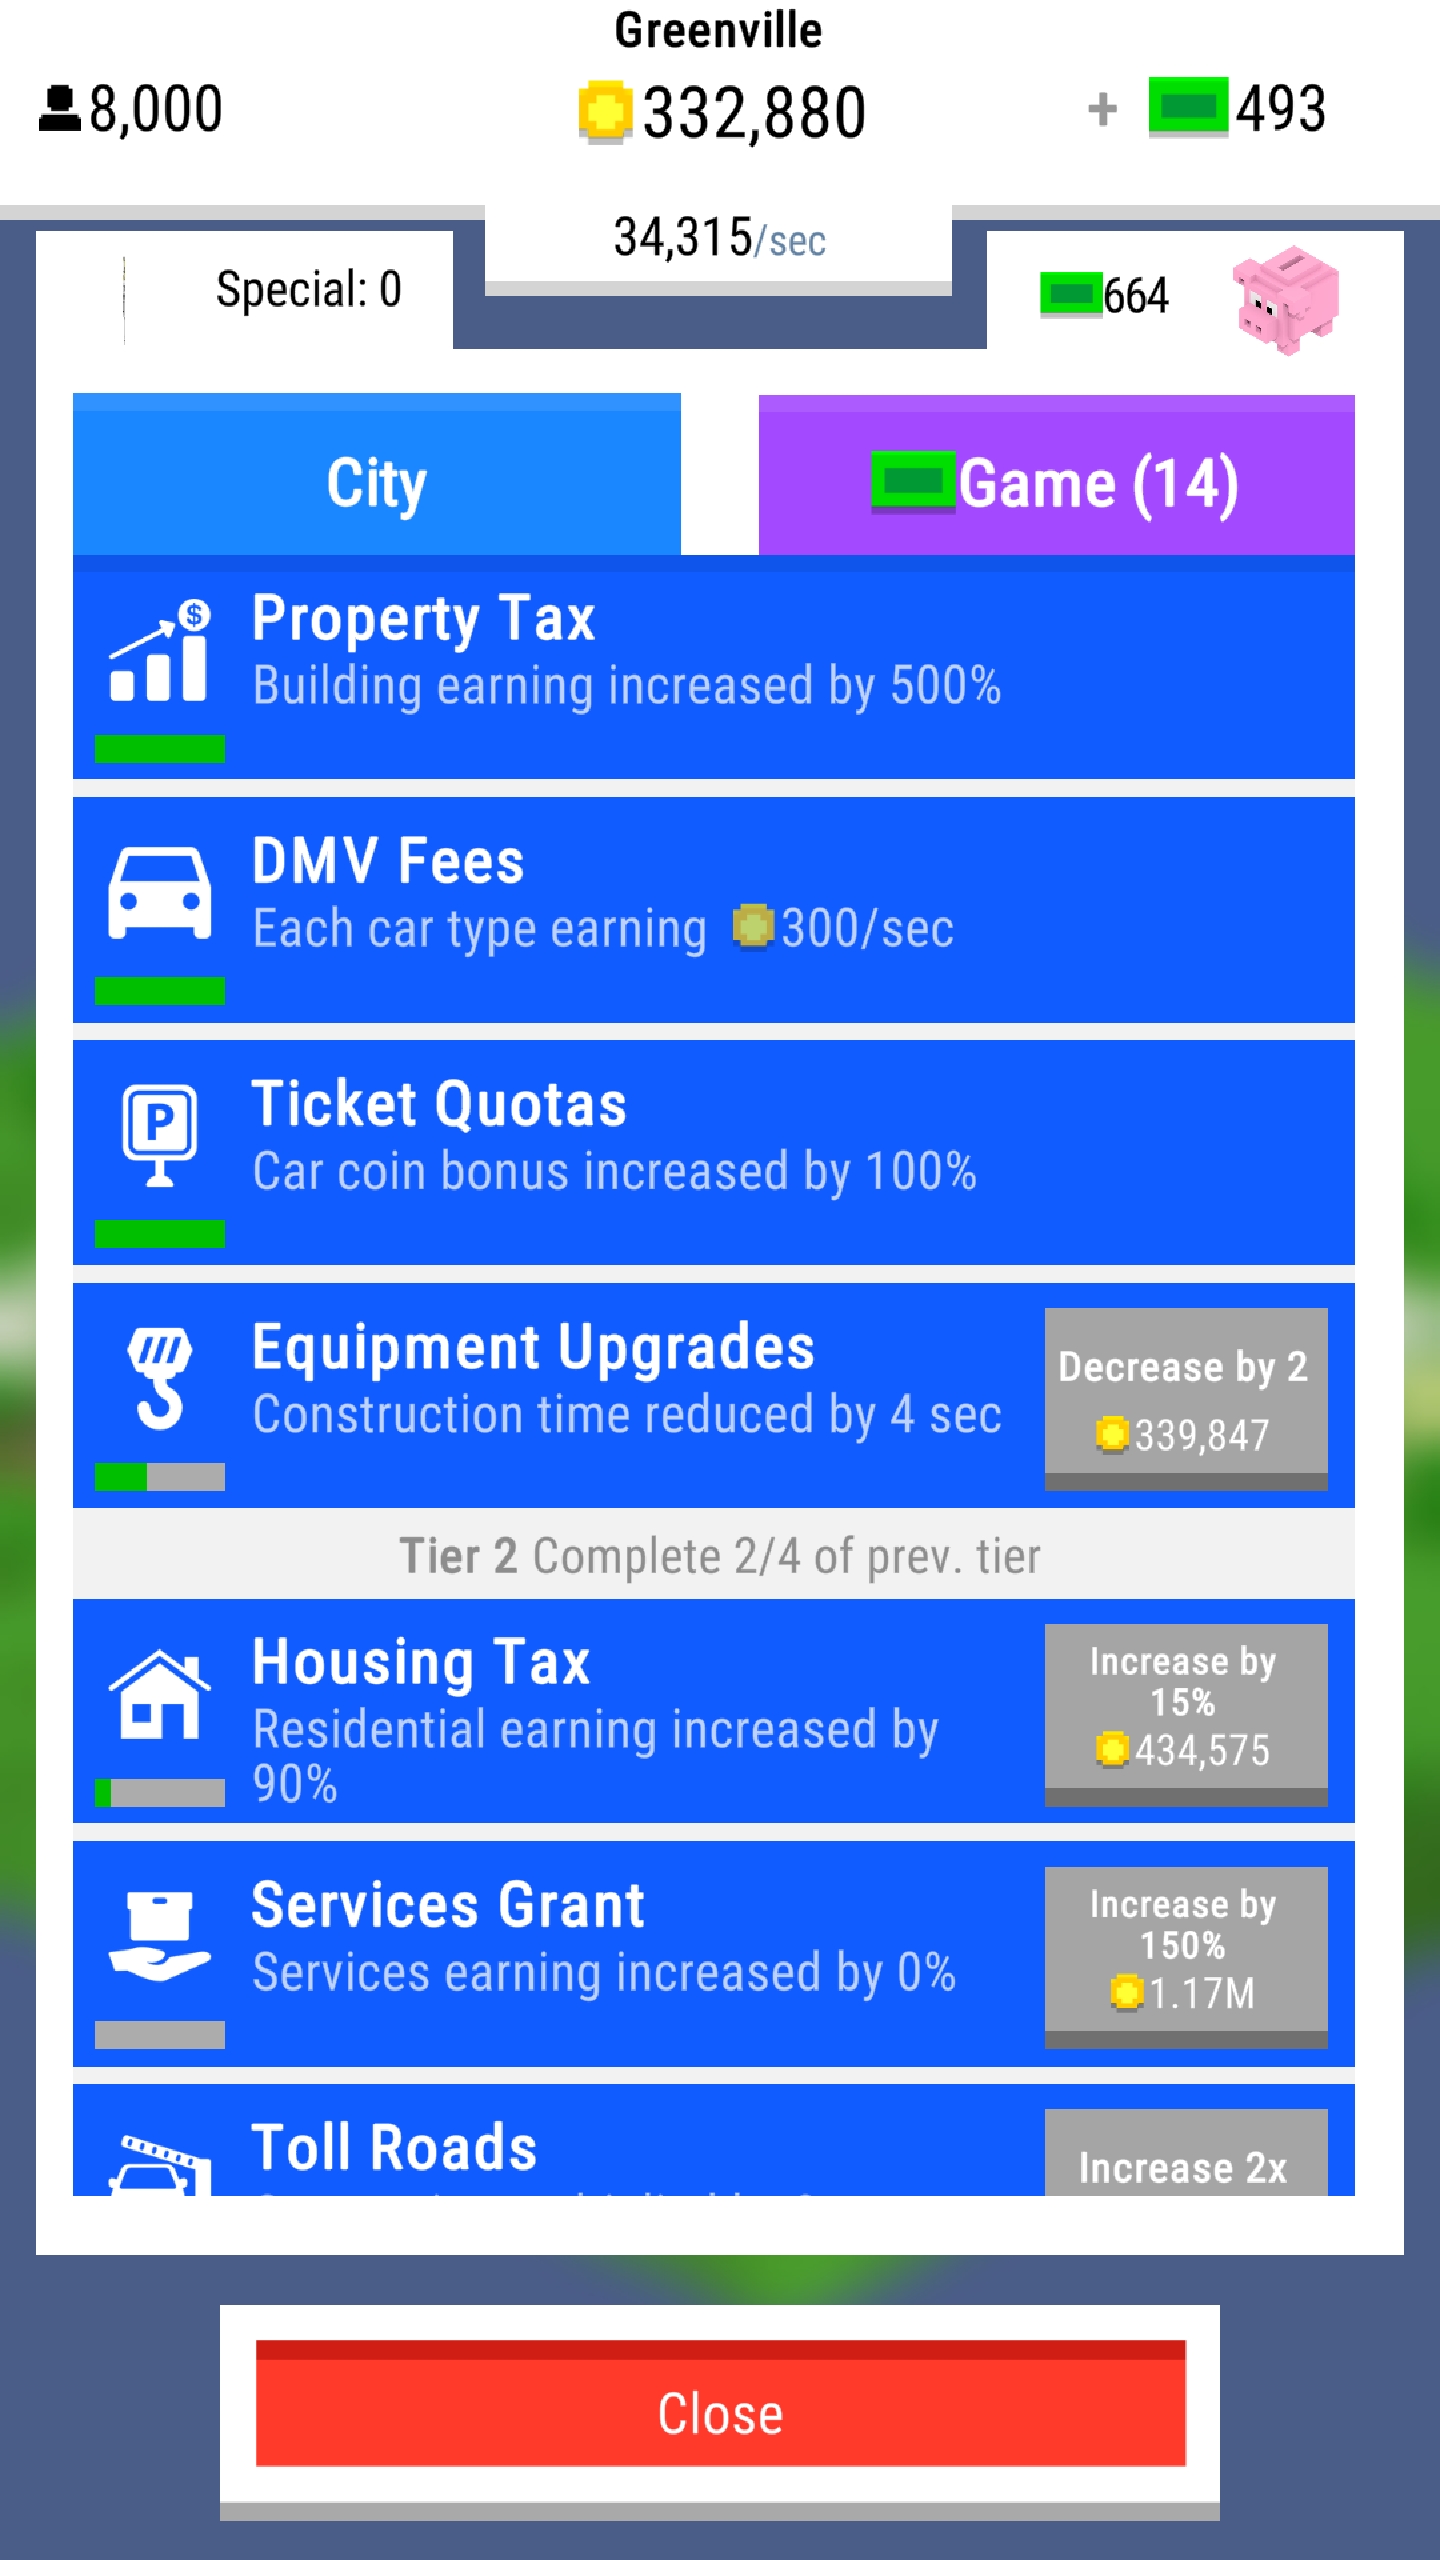 Greenville
8,000
332,880
+ 493
34,315/sec
Special: 0
664
City
Game (14)
Property Tax
Building earning increased by 500%
DMV Fees
Each car type earning 300/sec
P
Ticket Quotas
Car coin bonus increased by 100%
Equipment Upgrades
Construction time reduced by 4 sec
Decrease by 2
339,847
Tier 2 Complete 2/4 of prev. tier
Housing Tax
Residential earning increased by
90%
Increase by
15%
434,575
Services Grant
Services earning increased by 0%
Increase by
150%
1.17M
Toll Roads
Increase 2x
Close